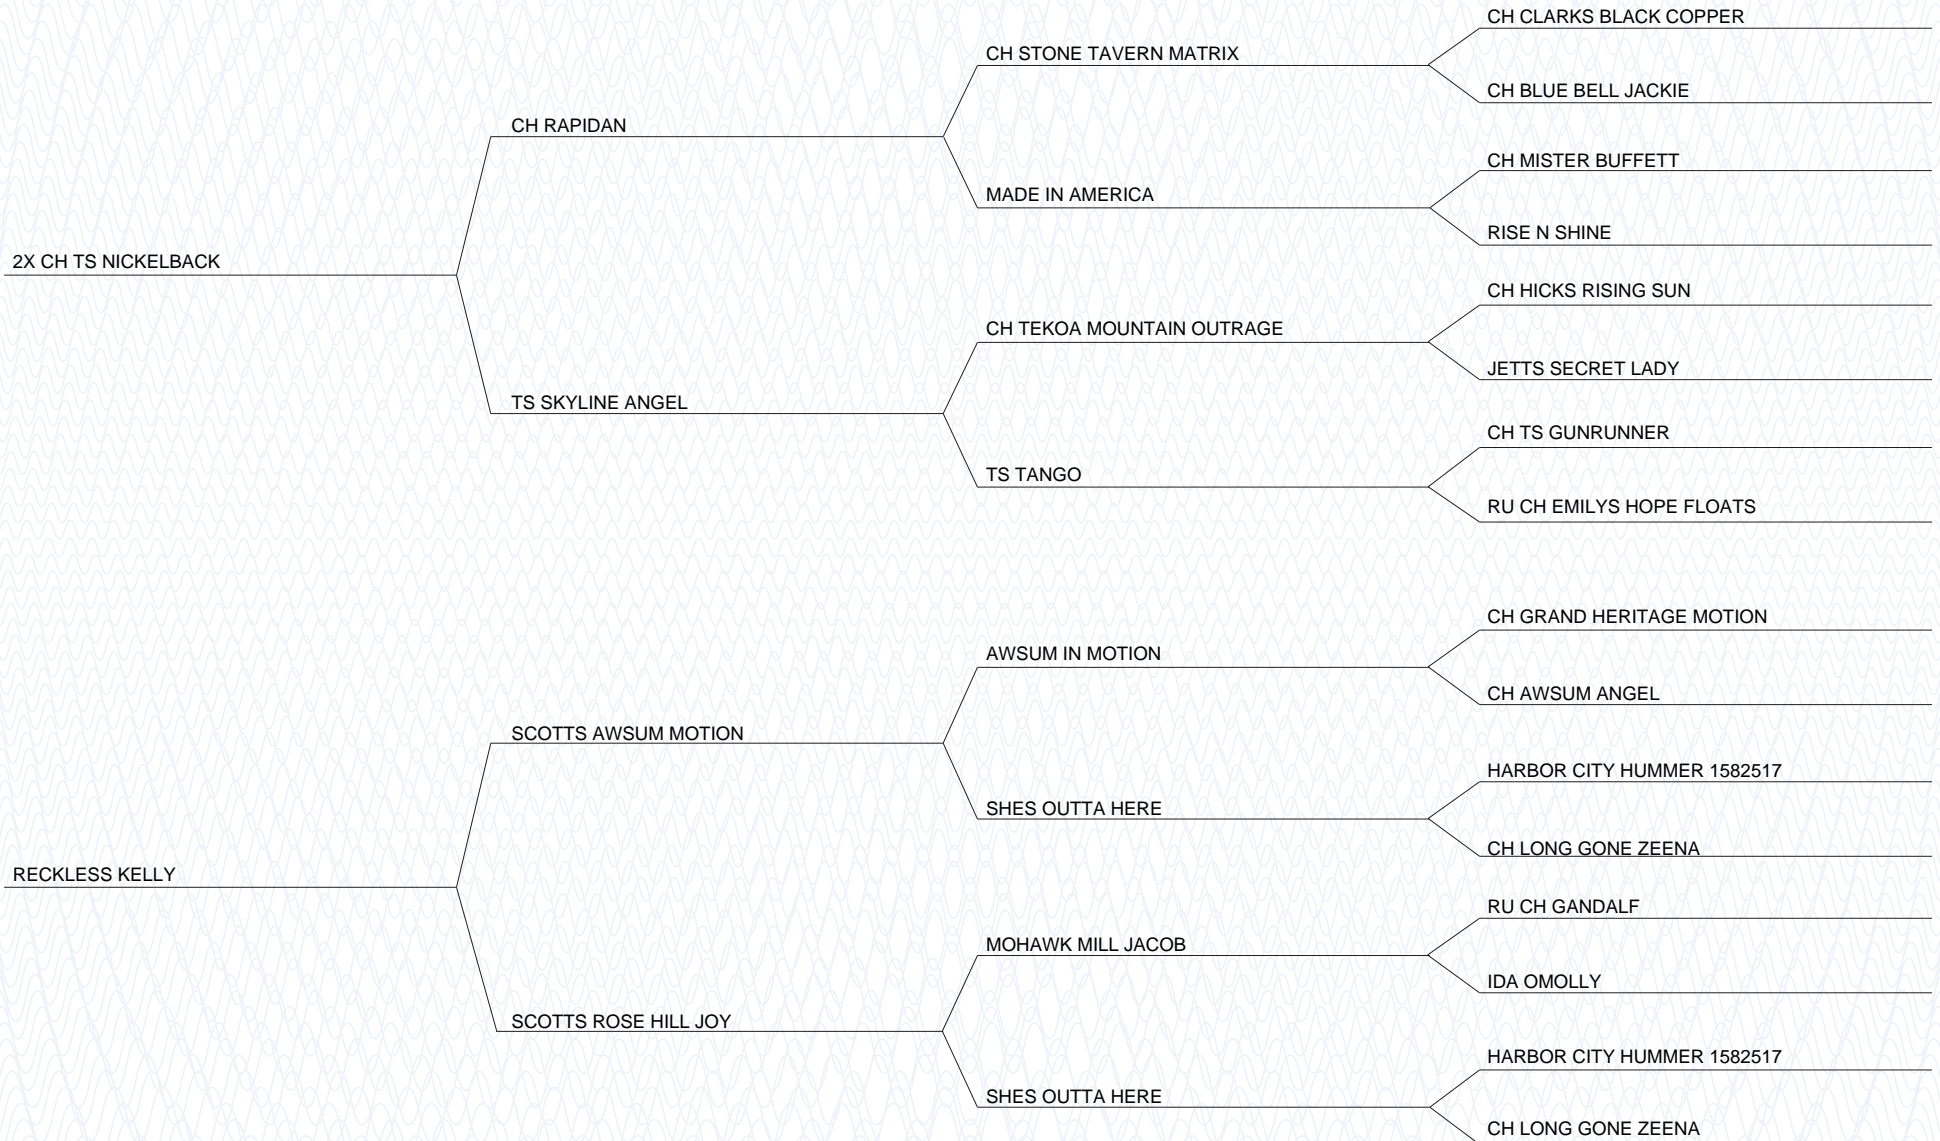 CH CLARKS BLACK COPPER
CH STONE TAVERN MATRIX
CH BLUE BELL JACKIE
CH RAPIDAN
CH MISTER BUFFETT
MADE IN AMERICA
RISE N SHINE
2X CH TS NICKELBACK
CH HICKS RISING SUN
CH TEKOA MOUNTAIN OUTRAGE
JETTS SECRET LADY
TS SKYLINE ANGEL
CH TS GUNRUNNER
TS TANGO
RU CH EMILYS HOPE FLOATS
CH GRAND HERITAGE MOTION
AWSUM IN MOTION
CH AWSUM ANGEL
SCOTTS AWSUM MOTION
HARBOR CITY HUMMER 1582517
SHES OUTTA HERE
CH LONG GONE ZEENA
RECKLESS KELLY
RU CH GANDALF
MOHAWK MILL JACOB
IDA OMOLLY
SCOTTS ROSE HILL JOY
HARBOR CITY HUMMER 1582517
SHES OUTTA HERE
CH LONG GONE ZEENA